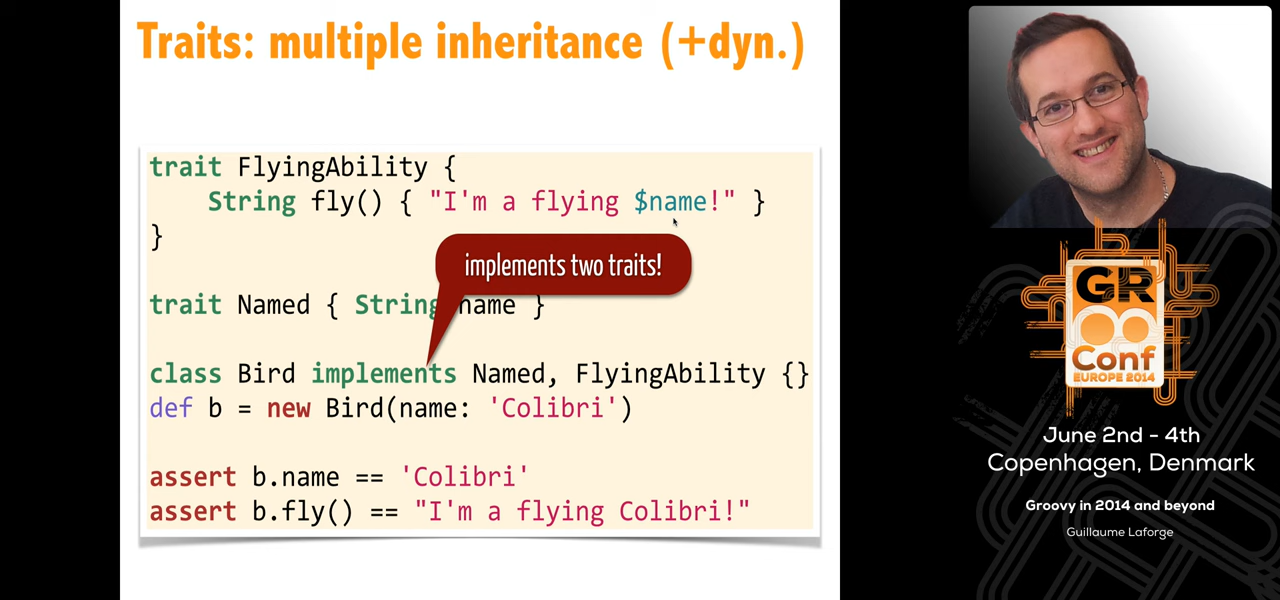 Traits: multiple inheritance (+dyn.)
trait FlyingAbility {
    String fly() { "I'm a flying $name!" }
}
implements two traits!
trait Named { String name }
class Bird implements Named, FlyingAbility {}
def b = new Bird(name: 'Colibri')
assert b.name == 'Colibri'
assert b.fly() == "I'm a flying Colibri!"
GR
Conf
EUROPE 2014
June 2nd - 4th
Copenhagen, Denmark
Groovy in 2014 and beyond
Guillaume Laforge